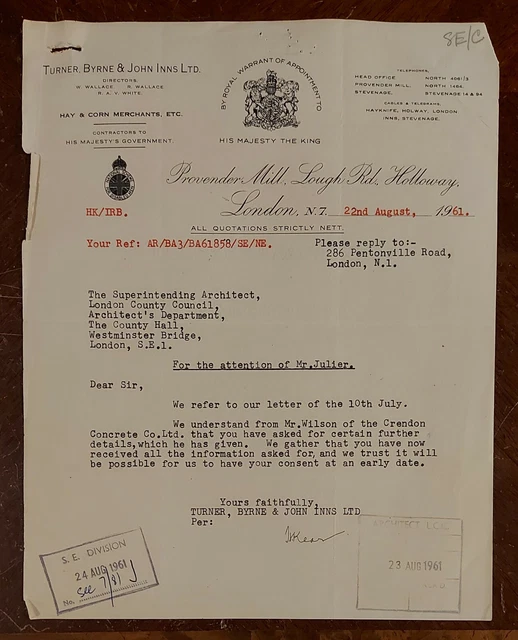 SE/C
TURNER, BYRNE & JOHN INNS LTD.
DIRECTORS.
W. WALLACE R. WALLACE
R. A. V. WHITE.
HAY & CORN MERCHANTS, ETC.
CONTRACTORS TO
HIS MAJESTY'S GOVERNMENT.
BY ROYAL WARRANT OF APPOINTMENT TO
HIS MAJESTY THE KING
TELEPHONES,
HEAD OFFICE NORTH
PROVENDER MILL. NORTH 1484.
STEVENAGE. STEVENAGE 14 & 94
CABLES & TELEGRAMS.
HAYKNIFE, HOLWAY, LONDON
INNS, STEVENAGE.
Provender Mill, Lough Rd., Holloway,
HK/IRB.
London, N.7. 22nd August, 1961.
ALL QUOTATIONS STRICTLY NETT.
Your Ref: AR/BA3/BA61858/SE/NE.
Please reply to:-
286 Pentonville Road,
London, N.1.
The Superintending Architect,
London County Council,
Architect's Department,
The County Hall,
Westminster Bridge,
London, S.E.1.
For the attention of Mr.Julier.
Dear Sir,
We refer to our letter of the 10th July.
We understand from Mr.Wilson of the Crendon
Concrete Co.Ltd. that you have asked for certain further
details,which he has given. We gather that you have now
received all the information asked for, and we trust it will
be possible for us to have your consent at an early date.
Yours faithfully,
TURNER, BYRNE & JOHN INNS LTD
Per:
S. E. DIVISION
24 AUG 1961
see
No.
ARCHITECT L.C.C.
23 AUG 1961